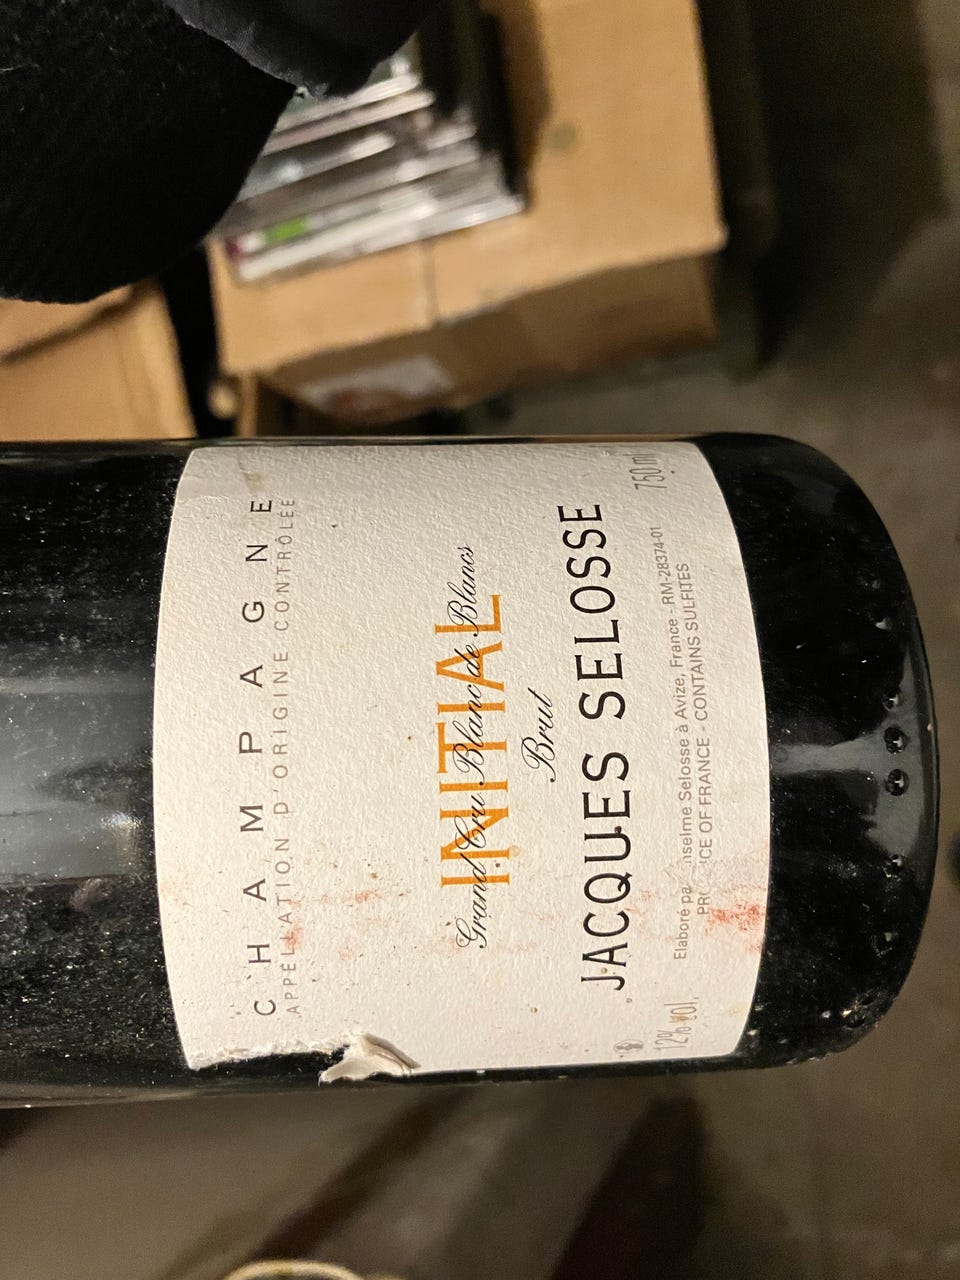 CHAMPAGNE
APPELLATION D'ORIGINE CONTRÔLÉE
INITIAL
Grand Cru Blanc de Blancs
Brut
JACQUES SELOSSE
12% vol.
Elaboré par Anselme Selosse à Avize, France - RM-28374-01
750 ml
OF FRANCE - CONTAINS SULFITES